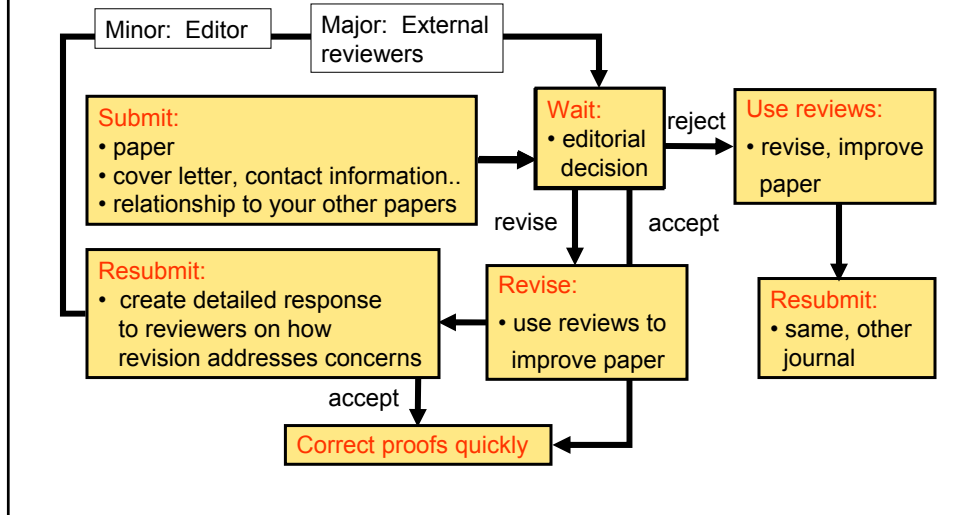 Minor: Editor
Major: External
reviewers
Submit:
• paper
• cover letter, contact information..
• relationship to your other papers
Wait:
• editorial
decision
reject
Use reviews:
• revise, improve
paper
revise
accept
Resubmit:
• create detailed response
to reviewers on how
revision addresses concerns
Revise:
• use reviews to
improve paper
Resubmit:
• same, other
journal
accept
Correct proofs quickly